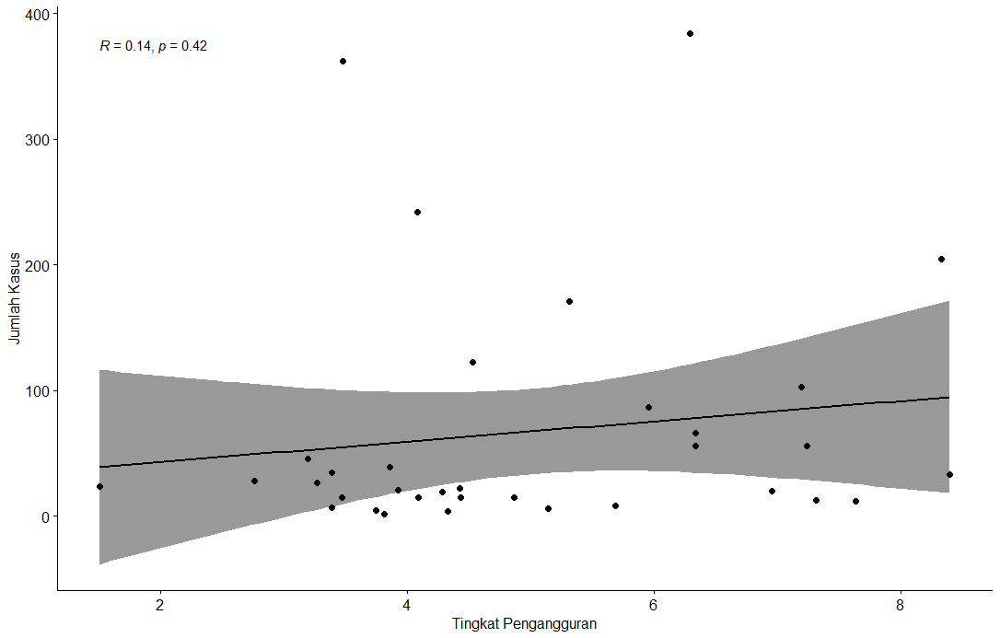 400
R = 0.14, p = 0.42
300
200
100
0
Jumlah Kasus
2 4 6 8
Tingkat Pengangguran